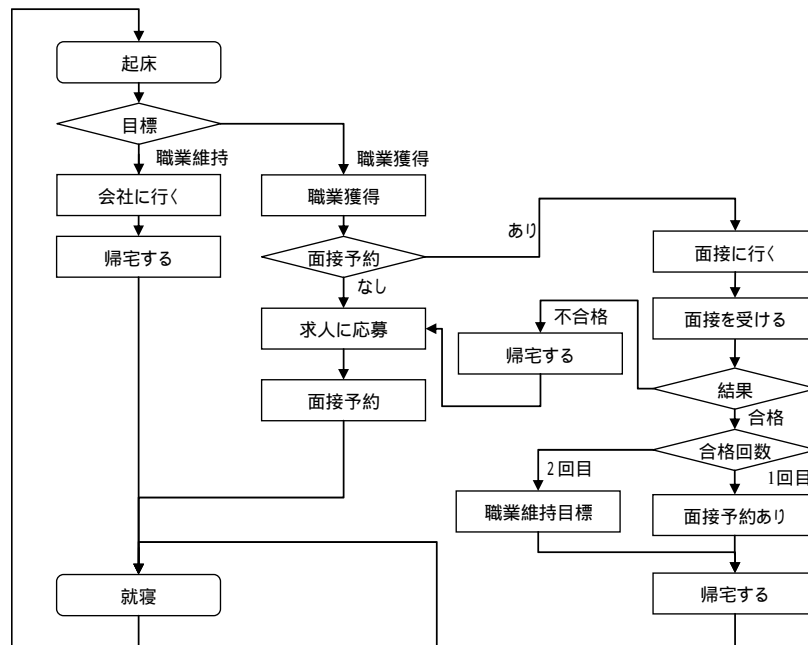 起床
目標
職業維持
職業獲得
会社に行く
職業獲得
帰宅する
面接予約
あり
面接に行く
なし
求人に応募
不合格
面接を受ける
帰宅する
面接予約
結果
合格
合格回数
2回目
1回目
職業維持目標
面接予約あり
就寝
帰宅する